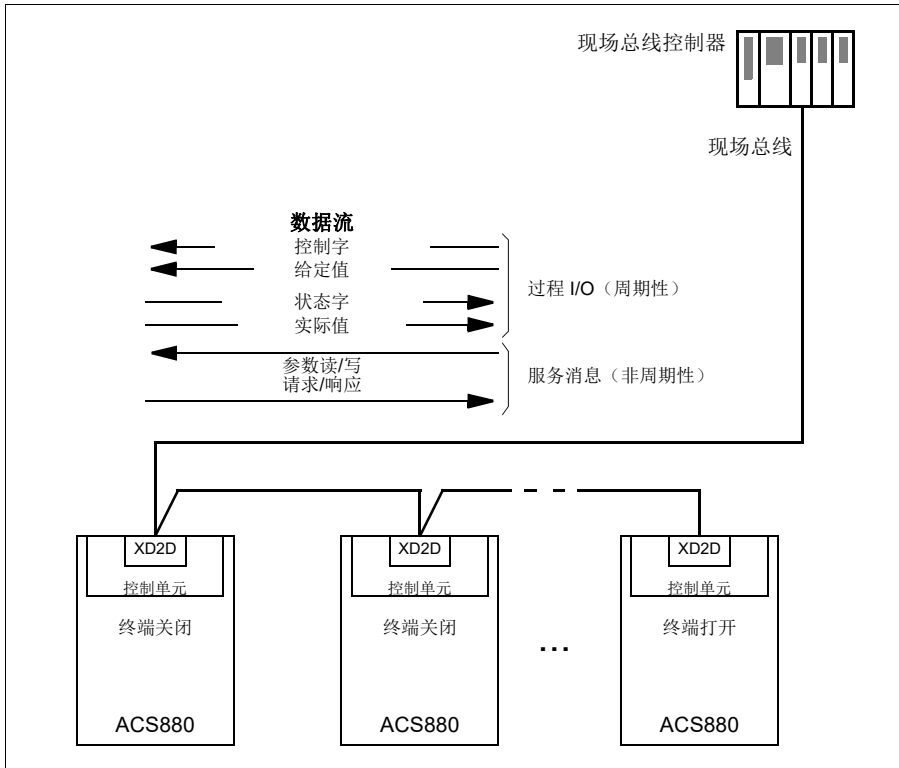 现场总线控制器
现场总线
数据流
控制字
给定值
状态字
实际值
过程 I/O（周期性）
参数读/写
请求/响应
服务消息（非周期性）
XD2D
控制单元
终端关闭
ACS880
XD2D
控制单元
终端关闭
ACS880
...
XD2D
控制单元
终端打开
ACS880